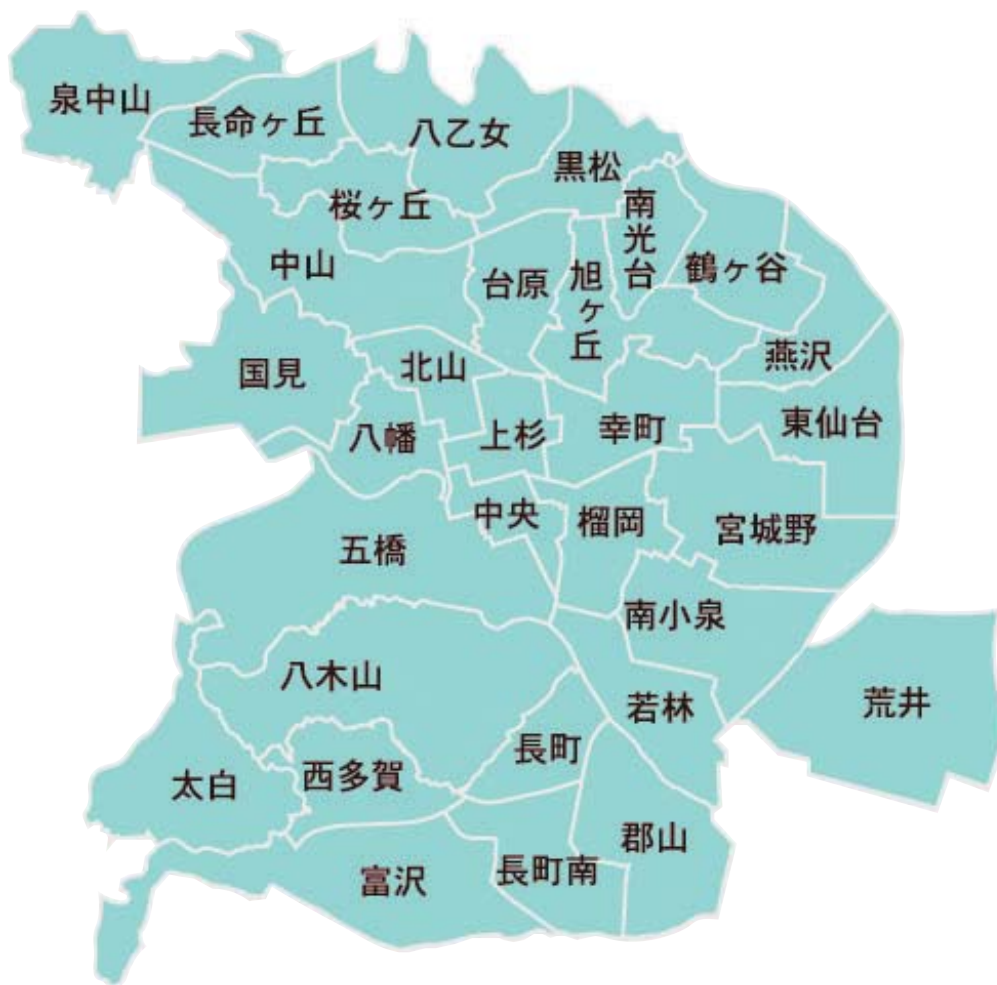 泉中山
長命ヶ丘
八乙女
黒松
桜ヶ丘
南光台
中山
台原
旭ヶ丘
鶴ヶ谷
国見
北山
燕沢
八幡
上杉
幸町
東仙台
中央
榴岡
宮城野
五橋
南小泉
八木山
若林
荒井
長町
太白
西多賀
郡山
富沢
長町南